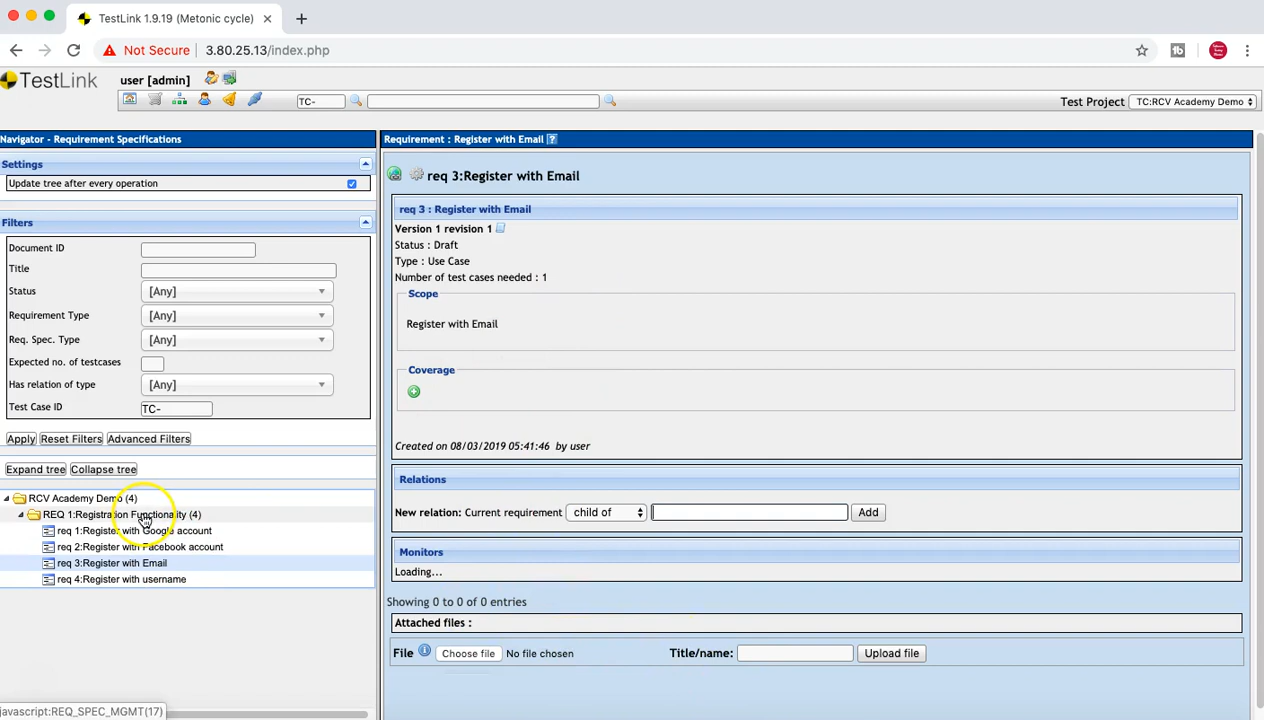 TestLink 1.9.19 (Metonic cycle)
Not Secure 3.80.25.13/index.php
TestLink user [admin]
TC-
Test Project TC:RCV Academy Demo
Navigator - Requirement Specifications
Settings
Update tree after every operation
Filters
Document ID
Title
Status [Any]
Requirement Type [Any]
Req. Spec. Type [Any]
Expected no. of testcases
Has relation of type [Any]
Test Case ID TC-
Apply Reset Filters Advanced Filters
Expand tree Collapse tree
RCV Academy Demo (4)
REQ 1:Registration Functionality (4)
req 1:Register with Google account
req 2:Register with Facebook account
req 3:Register with Email
req 4:Register with username
javascript:REQ_SPEC_MGMT(17)
Requirement : Register with Email ?
req 3:Register with Email
req 3 : Register with Email
Version 1 revision 1
Status : Draft
Type : Use Case
Number of test cases needed : 1
Scope
Register with Email
Coverage
Created on 08/03/2019 05:41:46 by user
Relations
New relation: Current requirement child of Add
Monitors
Loading...
Showing 0 to 0 of 0 entries
Attached files :
File Choose file No file chosen Title/name: Upload file